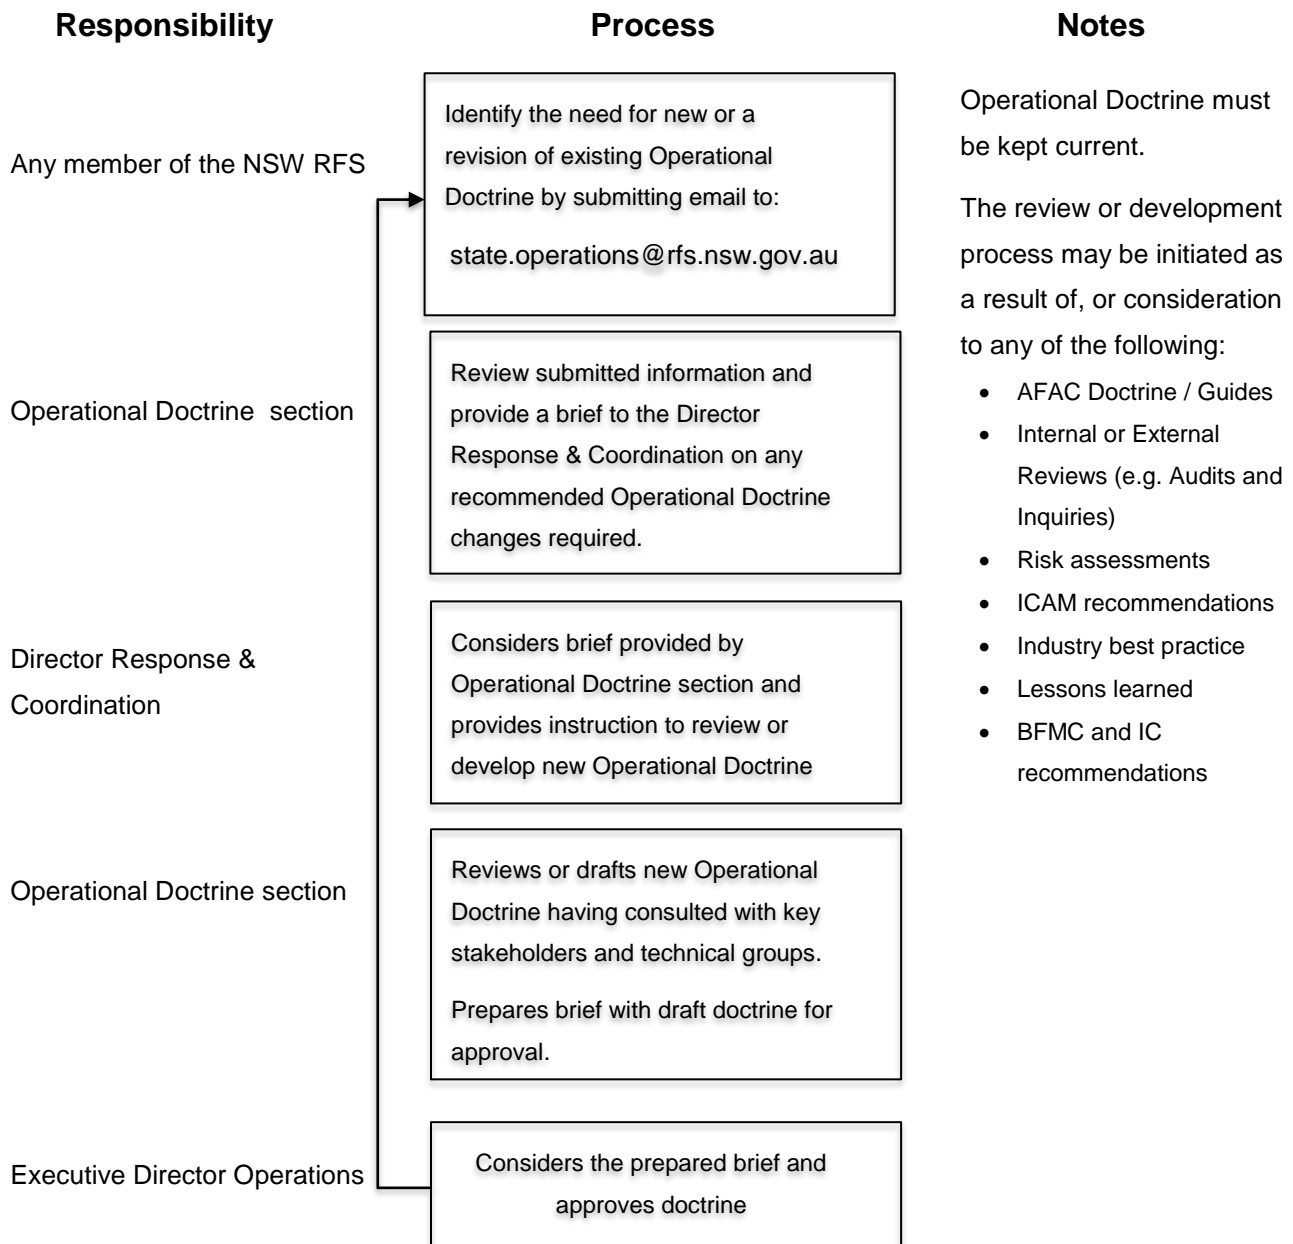 Responsibility
Process
Notes
Any member of the NSW RFS
Identify the need for new or a
revision of existing Operational
Doctrine by submitting email to:
state.operations@rfs.nsw.gov.au
Operational Doctrine must
be kept current.
The review or development
process may be initiated as
a result of, or consideration
to any of the following:
• AFAC Doctrine / Guides
• Internal or External
Reviews (e.g. Audits and
Inquiries)
• Risk assessments
• ICAM recommendations
• Industry best practice
• Lessons learned
• BFMC and IC
recommendations
Operational Doctrine section
Review submitted information and
provide a brief to the Director
Response & Coordination on any
recommended Operational Doctrine
changes required.
Director Response &
Coordination
Considers brief provided by
Operational Doctrine section and
provides instruction to review or
develop new Operational Doctrine
Operational Doctrine section
Reviews or drafts new Operational
Doctrine having consulted with key
stakeholders and technical groups.
Prepares brief with draft doctrine for
approval.
Executive Director Operations
Considers the prepared brief and
approves doctrine